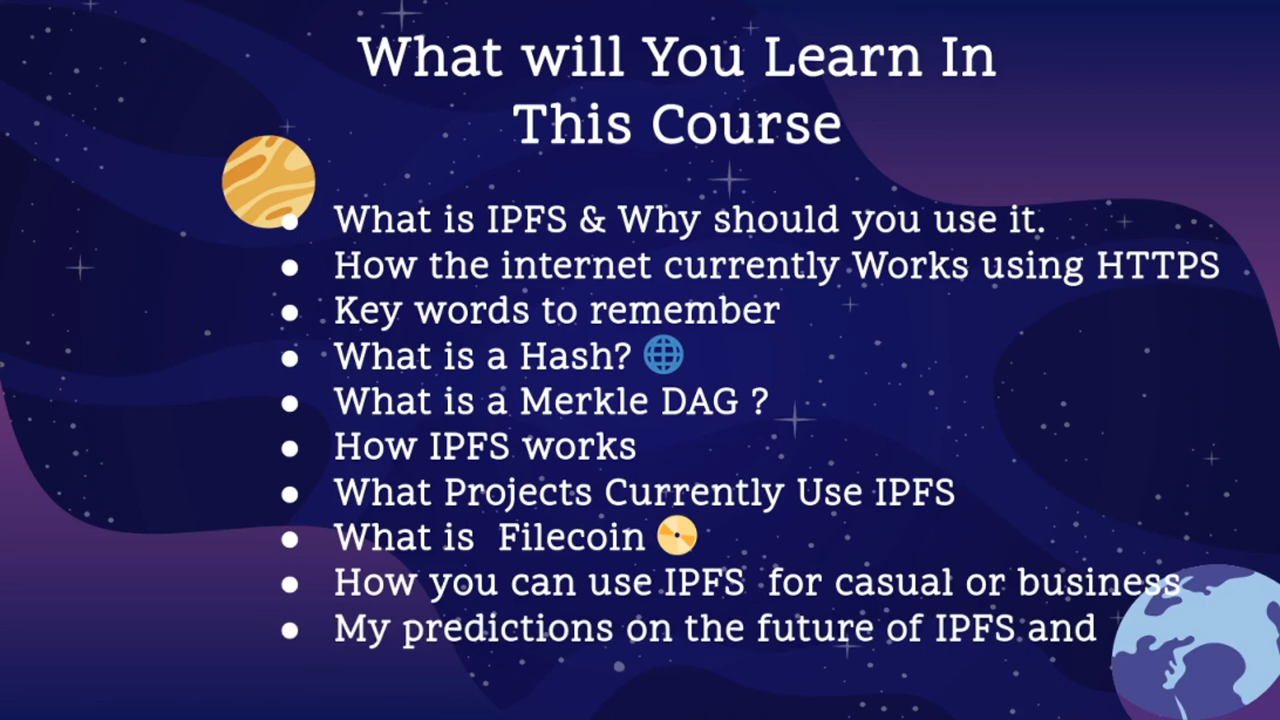 What will You Learn In
This Course
● What is IPFS & Why should you use it.
● How the internet currently Works using HTTPS
● Key words to remember
● What is a Hash? 🌐
● What is a Merkle DAG ?
● How IPFS works
● What Projects Currently Use IPFS
● What is  Filecoin 📀
● How you can use IPFS  for casual or business
● My predictions on the future of IPFS and